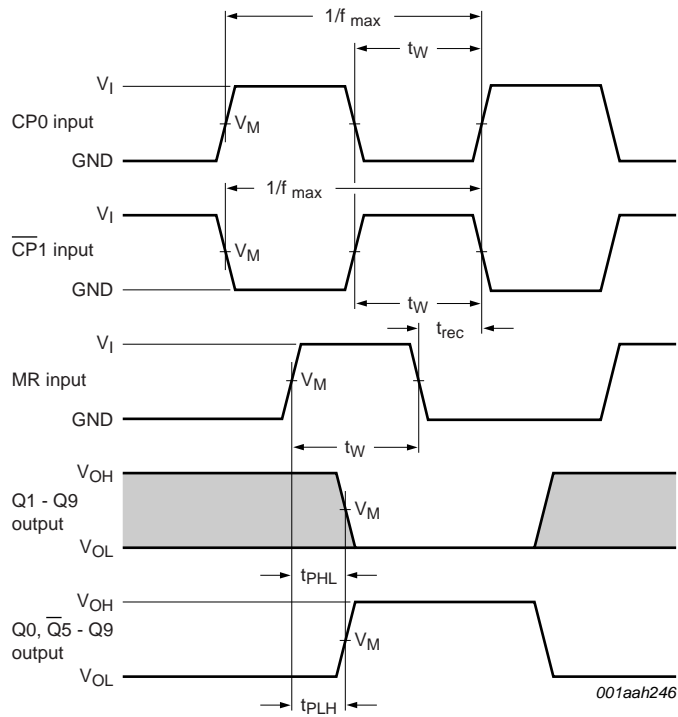 1/f max
tW
VI
CP0 input
VM
GND
1/f max
VI
CP1 input
VM
GND
tW
trec
VI
MR input
VM
GND
tW
VOH
Q1 - Q9
output
VM
VOL
tPHL
VOH
Q0, Q5 - Q9
output
VM
VOL
tPLH
001aah246